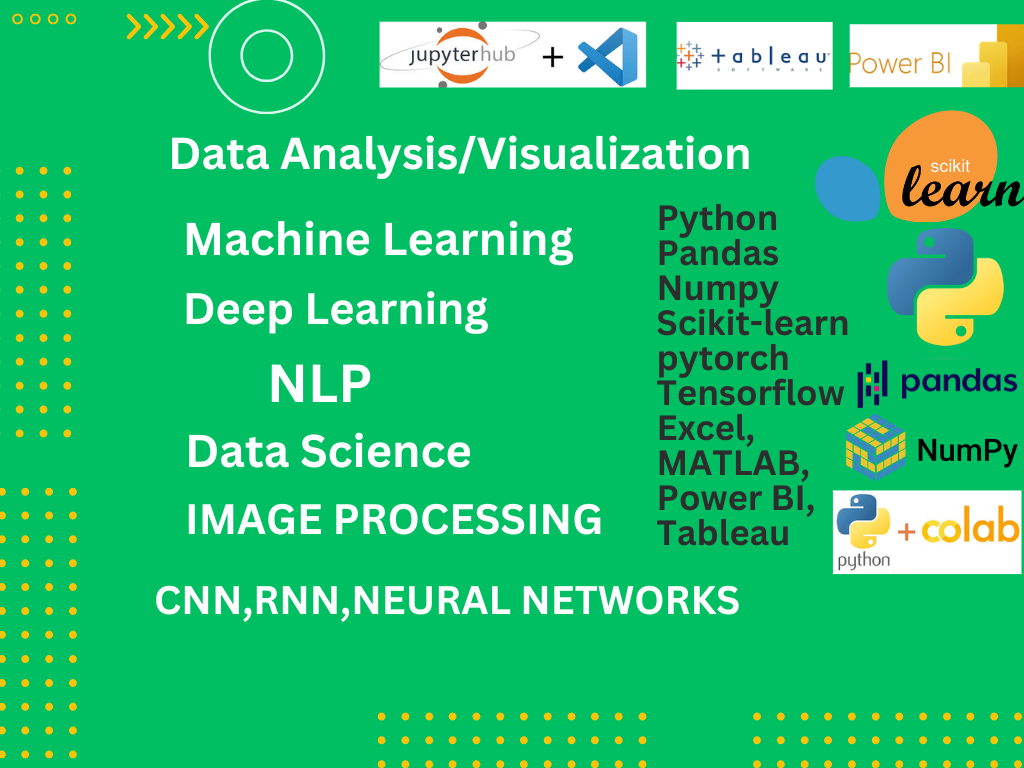 jupyterhub +
+ableau
SOFTWARE
Power BI
Data Analysis/Visualization
Machine Learning
Deep Learning
NLP
Data Science
IMAGE PROCESSING
CNN,RNN,NEURAL NETWORKS
Python
Pandas
Numpy
Scikit-learn
pytorch
Tensorflow
Excel,
MATLAB,
Power BI,
Tableau
scikit
learn
pandas
NumPy
python
+ colab